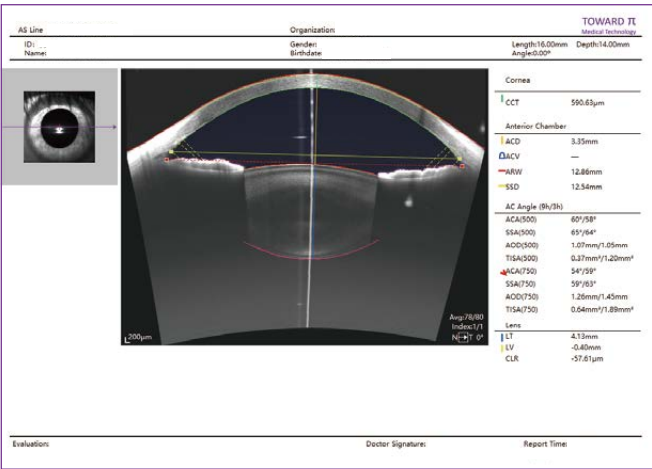 TOWARD π
Medical Technology
AS Line
Organization:
ID:
Name:
Gender:
Birthdate
Length:16.00mm Depth:14.00mm
Angle:0.00°
Cornea
CCT 590.63μm
Anterior Chamber
ACD 3.35mm
ACV —
ARW 12.86mm
SSD 12.54mm
AC Angle (9h/3h)
ACA(500) 60°/58°
SSA(500) 65°/64°
AOD(500) 1.07mm/1.05mm
TISA(500) 0.37mm²/1.20mm²
ACA(750) 54°/59°
SSA(750) 59°/63°
AOD(750) 1.26mm/1.45mm
TISA(750) 0.64mm²/1.89mm²
Lens
LT 4.13mm
LV -0.40mm
CLR -57.61μm
Avg:78/80
Index:1/1
N→T 0°
200μm
Evaluation:
Doctor Signature:
Report Time: